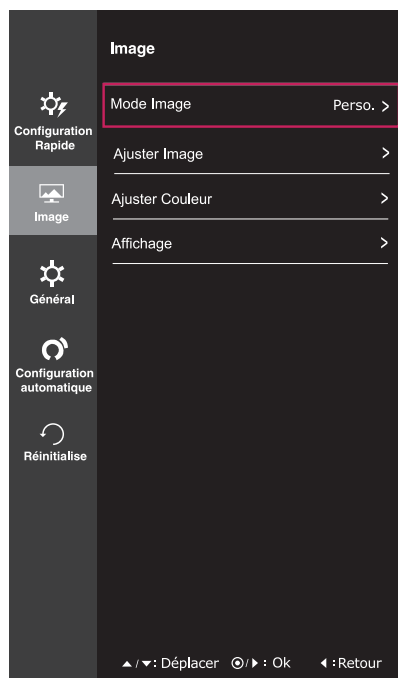 Image
Mode Image Perso. >
Ajuster Image >
Ajuster Couleur >
Affichage >
Configuration
Rapide
Image
Général
Configuration
automatique
Réinitialise
▲/▼: Déplacer ⦿/▶ : Ok ◀ :Retour